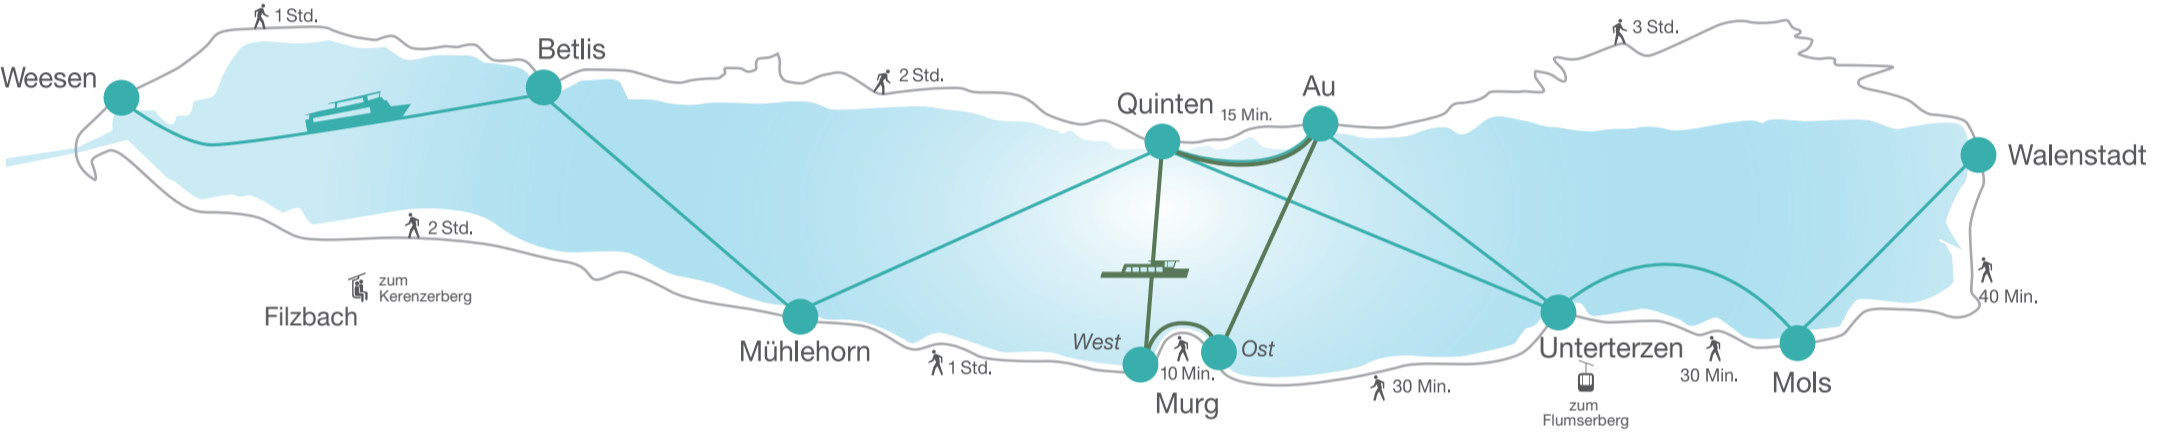 1 Std.
Betlis
Weesen
2 Std.
Quinten
15 Min.
Au
3 Std.
Walenstadt
2 Std.
zum
Kerenzerberg
Filzbach
Mühlehorn
1 Std.
West
10 Min.
Ost
Murg
30 Min.
Unterterzen
zum
Flumserberg
30 Min.
Mols
40 Min.